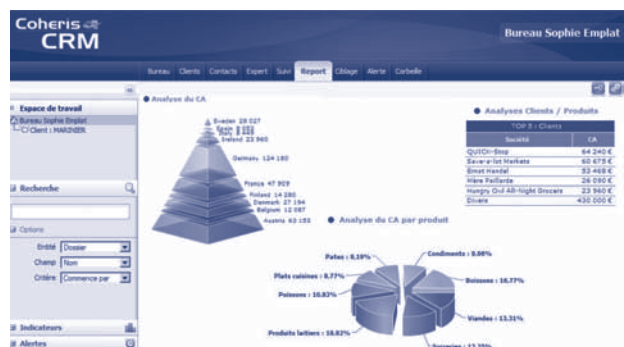 Coheris
CRM
Bureau Sophie Emplat
Bureau Clients Contacts Expert Suivi Report Ciblage Alerte Corbeille
Espace de travail
Bureau Sophie Emplat
Client : MARINIER
Recherche
Options
Entité Dossier
Champ Nom
Critère Commence par
Indicateurs
Alertes
Analyse du CA
Sweden 28 027
Ireland 23 960
Germany 124 180
France 47 909
Finland 14 280
Denmark 27 194
Belgium 12 087
Austria 63 153
Analyses Clients / Produits
TOP 5 : Clients
Société CA
QUICK-Stop 64 240 €
Save-a-lot Markets 60 675 €
Ernst Handel 53 468 €
Mère Paillarde 26 090 €
Hungry Owl All-Night Grocers 23 960 €
Divers 430 000 €
Analyse du CA par produit
Pates : 8,19%
Condiments : 9,08%
Plats cuisines : 8,77%
Boissons : 16,77%
Poissons : 10,83%
Viandes : 13,31%
Produits laitiers : 18,82%